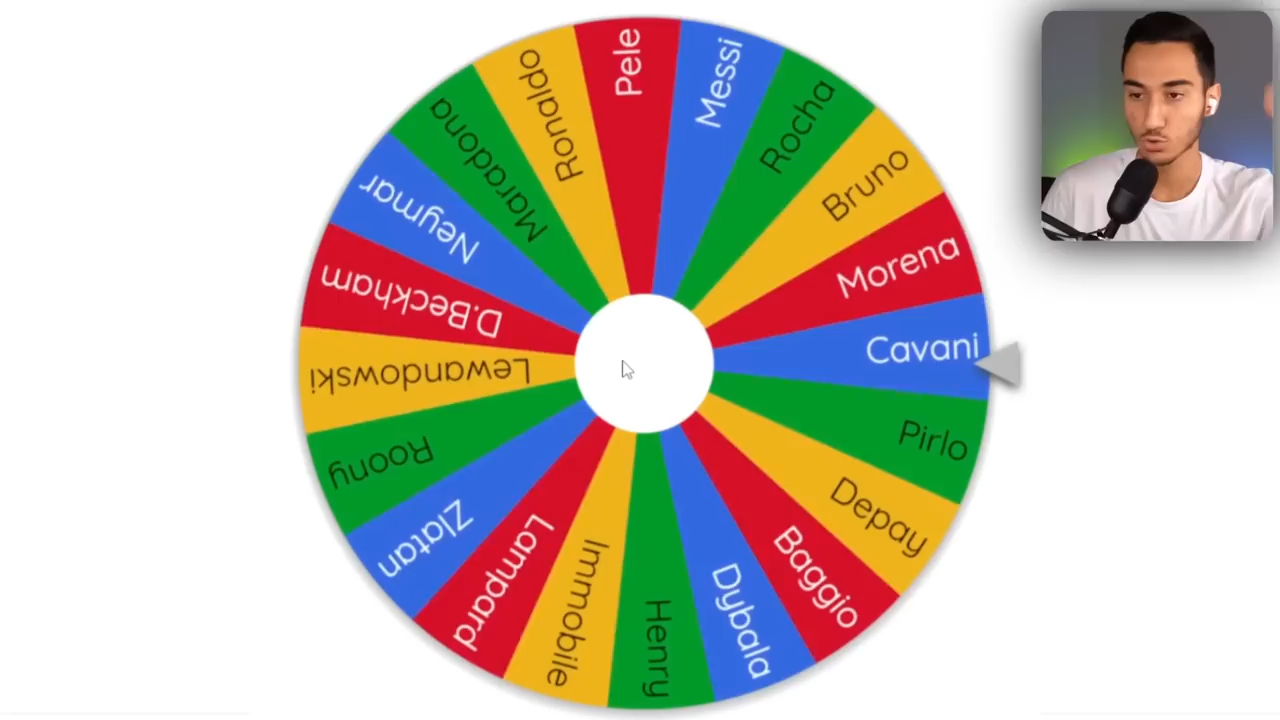 Pele
Messi
Rocha
Bruno
Morena
Cavani
Pirlo
Depay
Baggio
Dybala
Henry
Immobile
Lampard
Zlatan
Roony
Lewandowski
D.Beckham
Neymar
Maradona
Ronaldo